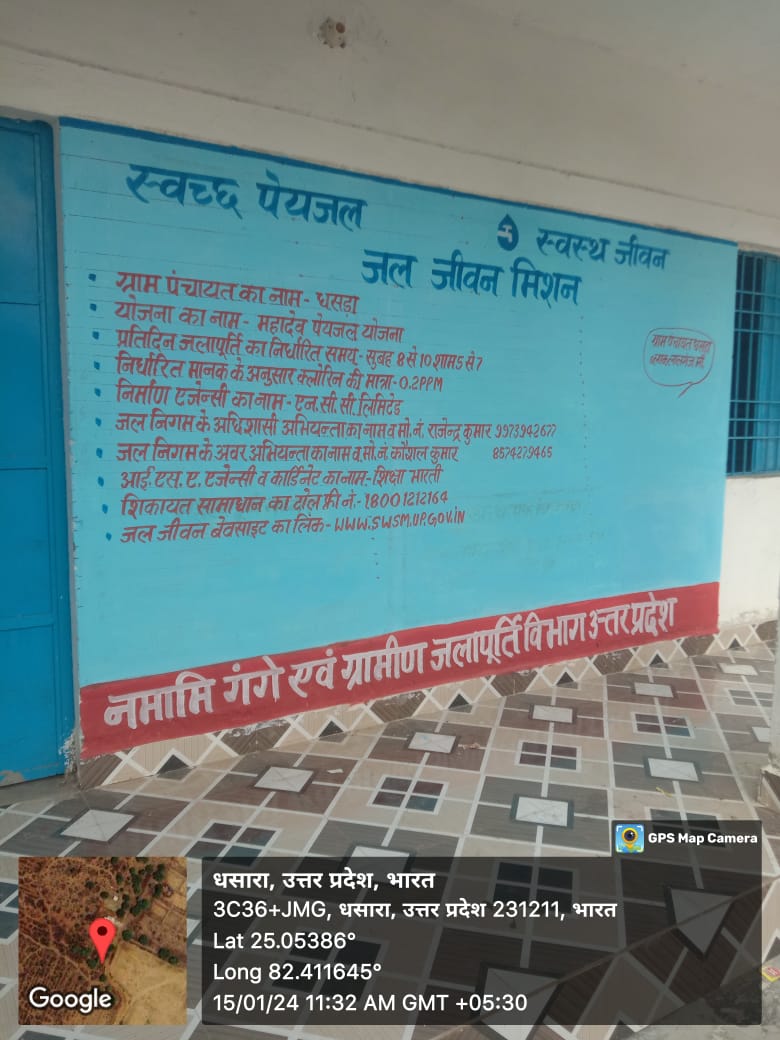 स्वच्छ पेयजल
स्वस्थ जीवन
जल जीवन मिशन
ग्राम पंचायत का नाम - धसड़ा
योजना का नाम - महादेव पेयजल योजना
प्रतिदिन जलापूर्ति का निर्धारित समय - सुबह 8 से 10 शाम 5 से 7
निर्धारित मानक के अनुसार क्लोरिन की मात्रा - 0.2PPM
निर्माण एजेन्सी का नाम - एन.सी.सी. लिमिटेड
जल निगम के अधिशासी अभियन्ता का नाम व मो.नं. राजेन्द्र कुमार 9973942677
जल निगम के अवर अभियन्ता का नाम व मो.नं. कौशल कुमार 8574279465
आई.एस.ए. एजेन्सी व कार्डिनेट का नाम - शिक्षा भारती
शिकायत सामाधान का टोल फ्री नं. - 18001212164
जल जीवन बेवसाइट का लिंक - WWW.SWSM.UP.GOV.IN
ग्राम पंचायत
नमामि गंगे एवं ग्रामीण जलापूर्ति विभाग उत्तर प्रदेश
GPS Map Camera
धसारा, उत्तर प्रदेश, भारत
3C36+JMG, धसारा, उत्तर प्रदेश 231211, भारत
Lat 25.05386°
Long 82.411645°
15/01/24 11:32 AM GMT +05:30
Google